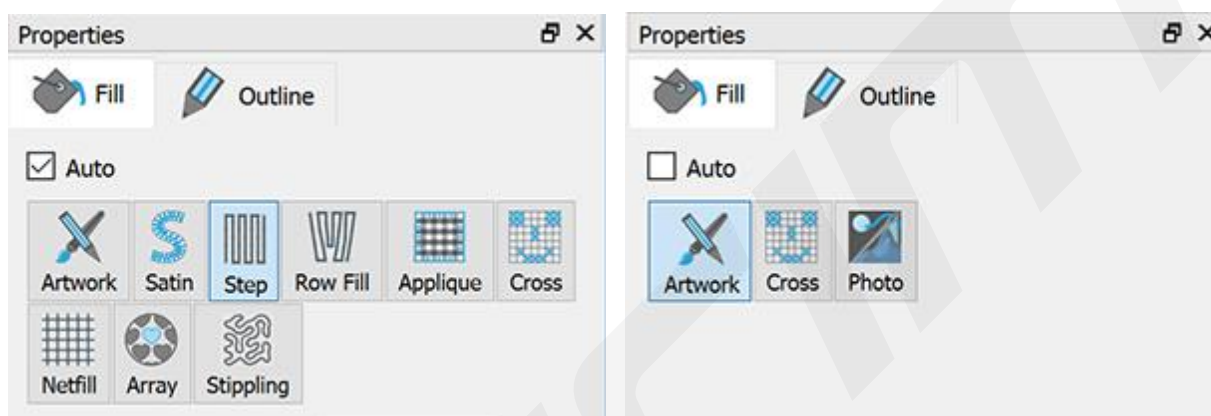 Properties
Fill
Outline
Auto
Artwork Satin Step Row Fill Applique Cross
Netfill Array Stippling
Properties
Fill
Outline
Auto
Artwork Cross Photo